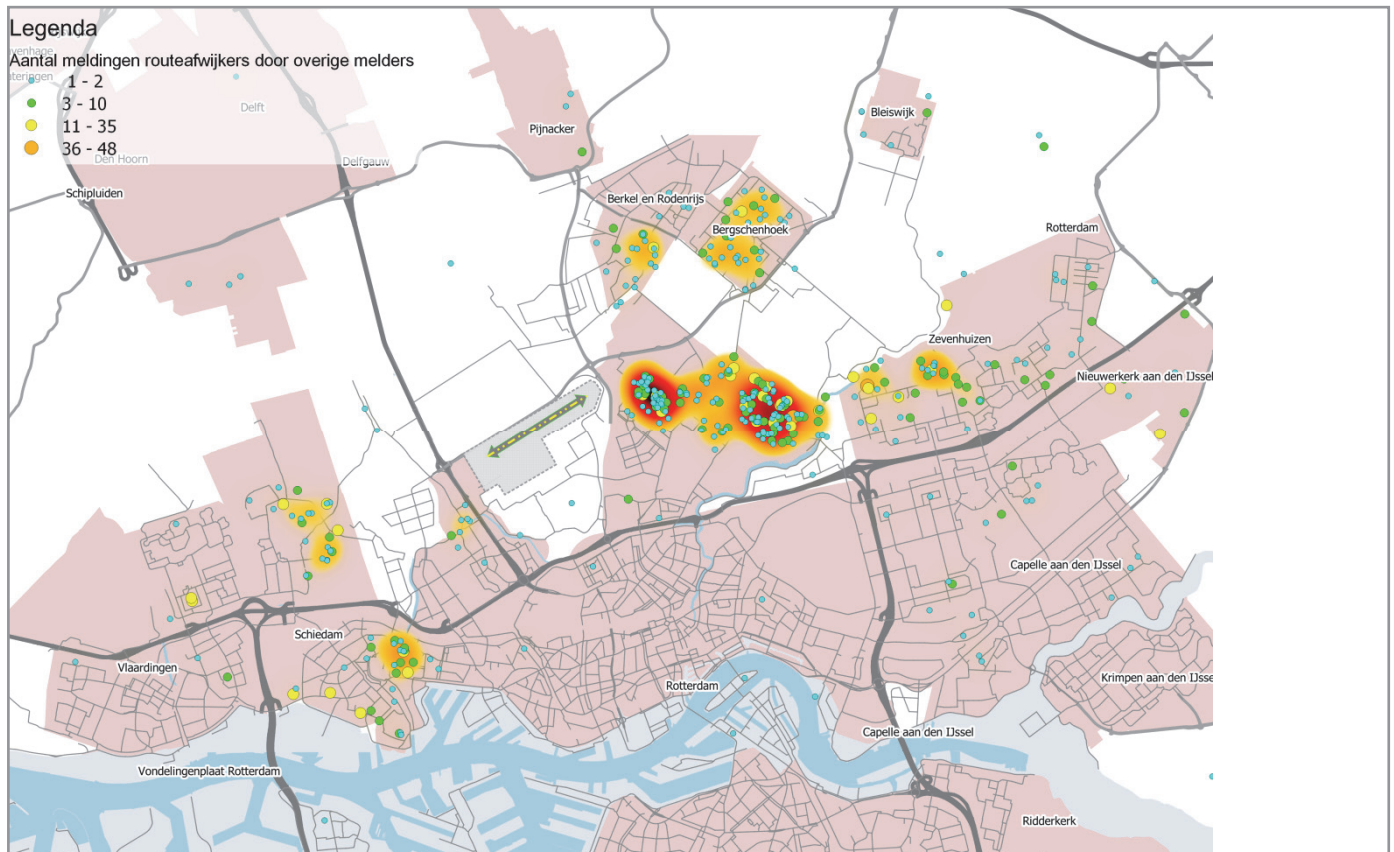 Legenda
Aantal meldingen routeafwijkers door overige melders
1 - 2
3 - 10
11 - 35
36 - 48
Delft
Den Hoorn
Delfgauw
Schipluiden
Pijnacker
Bleiswijk
Berkel en Rodenrijs
Bergschenhoek
Rotterdam
Zevenhuizen
Nieuwerkerk aan den IJssel
Capelle aan den IJssel
Schiedam
Vlaardingen
Rotterdam
Krimpen aan den IJsse
Capelle aan den IJssel
Vondelingenplaat Rotterdam
Ridderkerk